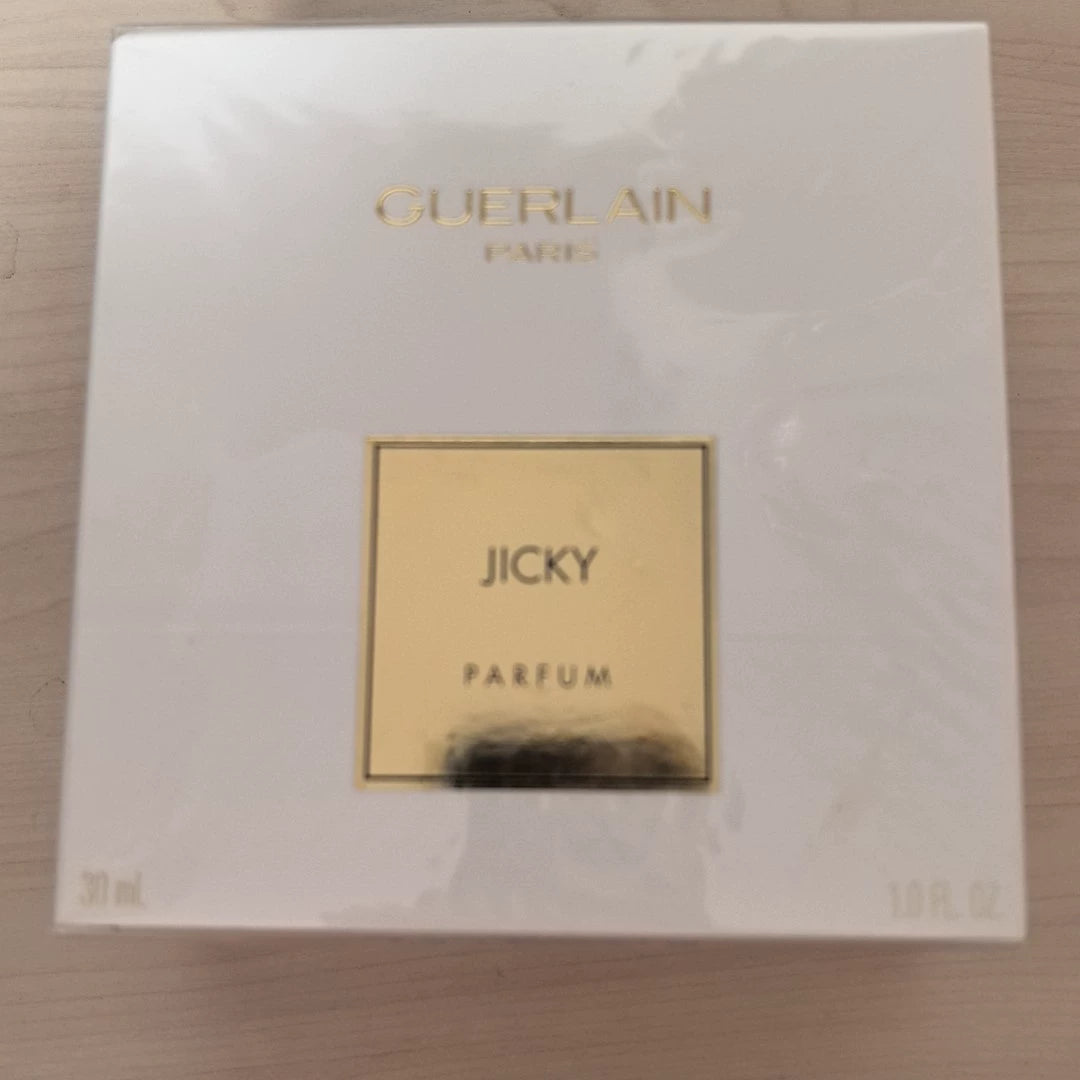 GUERLAIN
PARIS
JICKY
PARFUM
30 mL
1.0 FL. OZ.